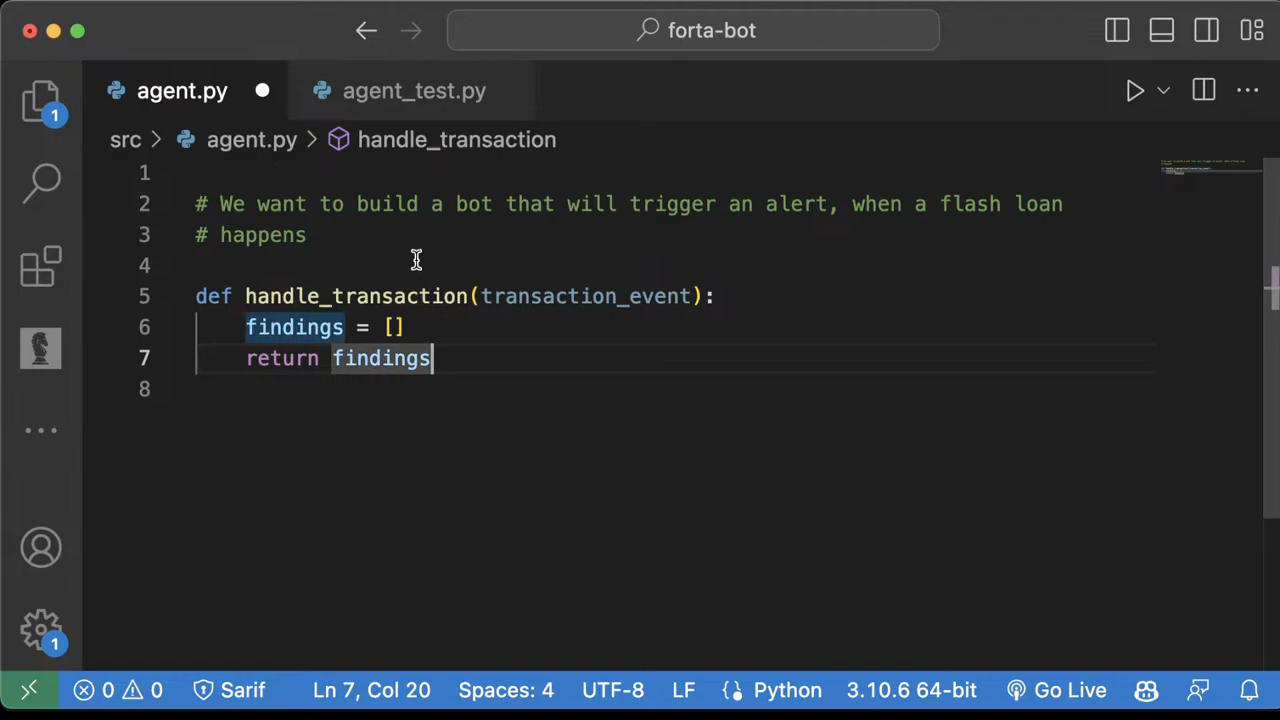 forta-bot
agent.py
agent_test.py
1
src > agent.py > handle_transaction
1
2 # We want to build a bot that will trigger an alert, when a flash loan
3 # happens
4
5 def handle_transaction(transaction_event):
6 findings = []
7 return findings
8
1
0 0 Sarif Ln 7, Col 20 Spaces: 4 UTF-8 LF Python 3.10.6 64-bit Go Live